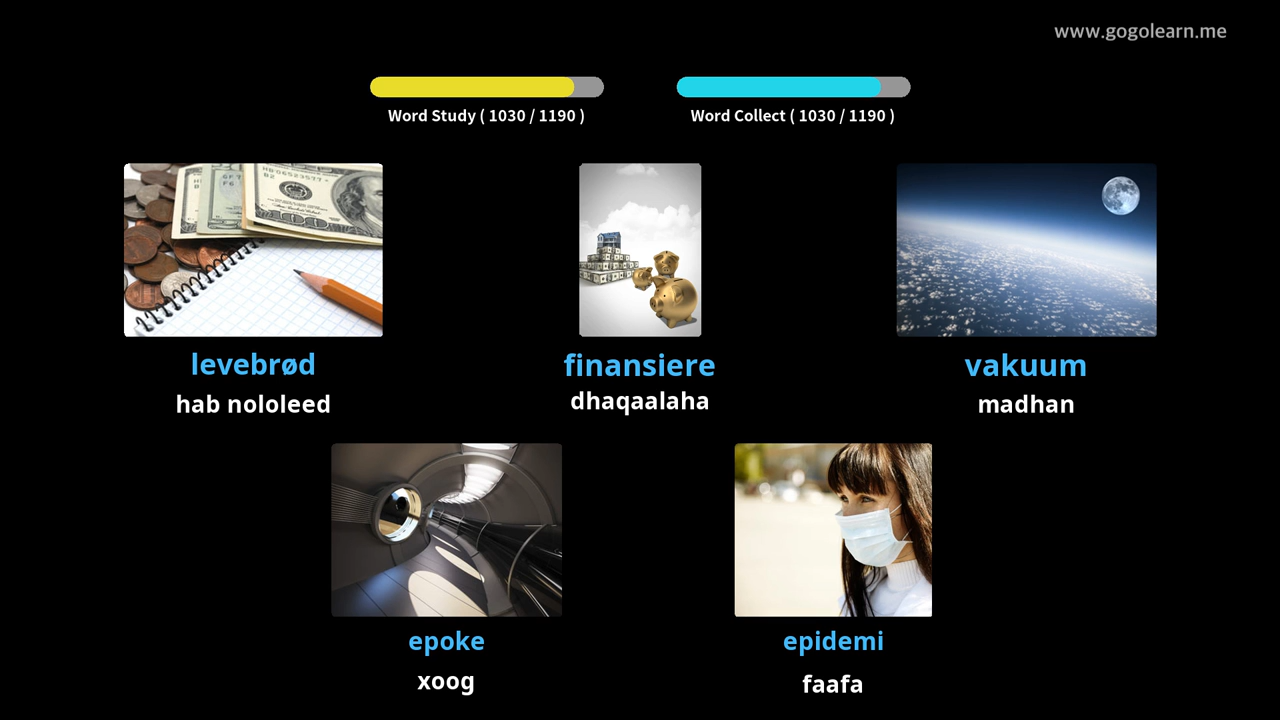 www.gogolearn.me
Word Study ( 1030 / 1190 )
Word Collect ( 1030 / 1190 )
levebrød
hab nololeed
finansiere
dhaqaalaha
vakuum
madhan
epoke
xoog
epidemi
faafa